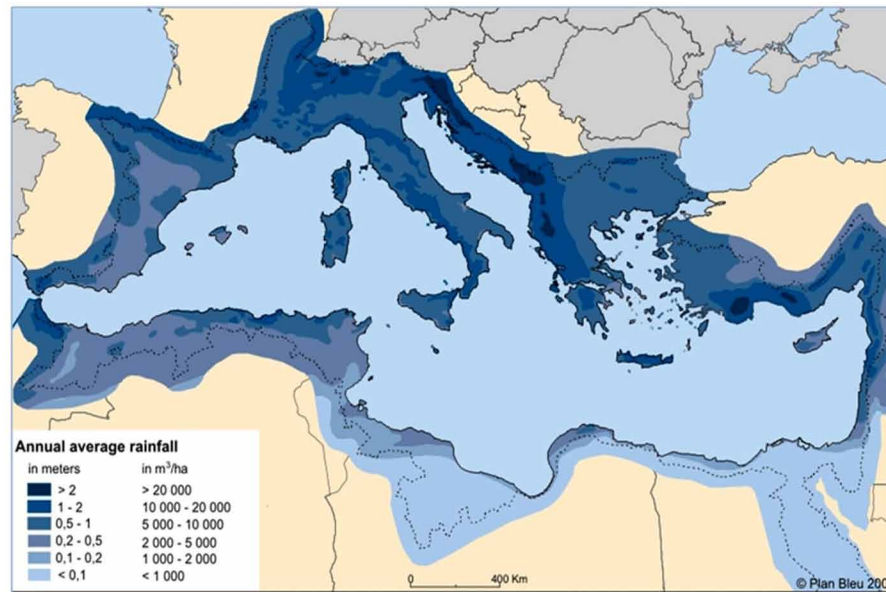 Annual average rainfall
in meters in m³/ha
> 2 > 20 000
1 - 2 10 000 - 20 000
0,5 - 1 5 000 - 10 000
0,2 - 0,5 2 000 - 5 000
0,1 - 0,2 1 000 - 2 000
< 0,1 < 1 000
0 400 Km
© Plan Bleu 200